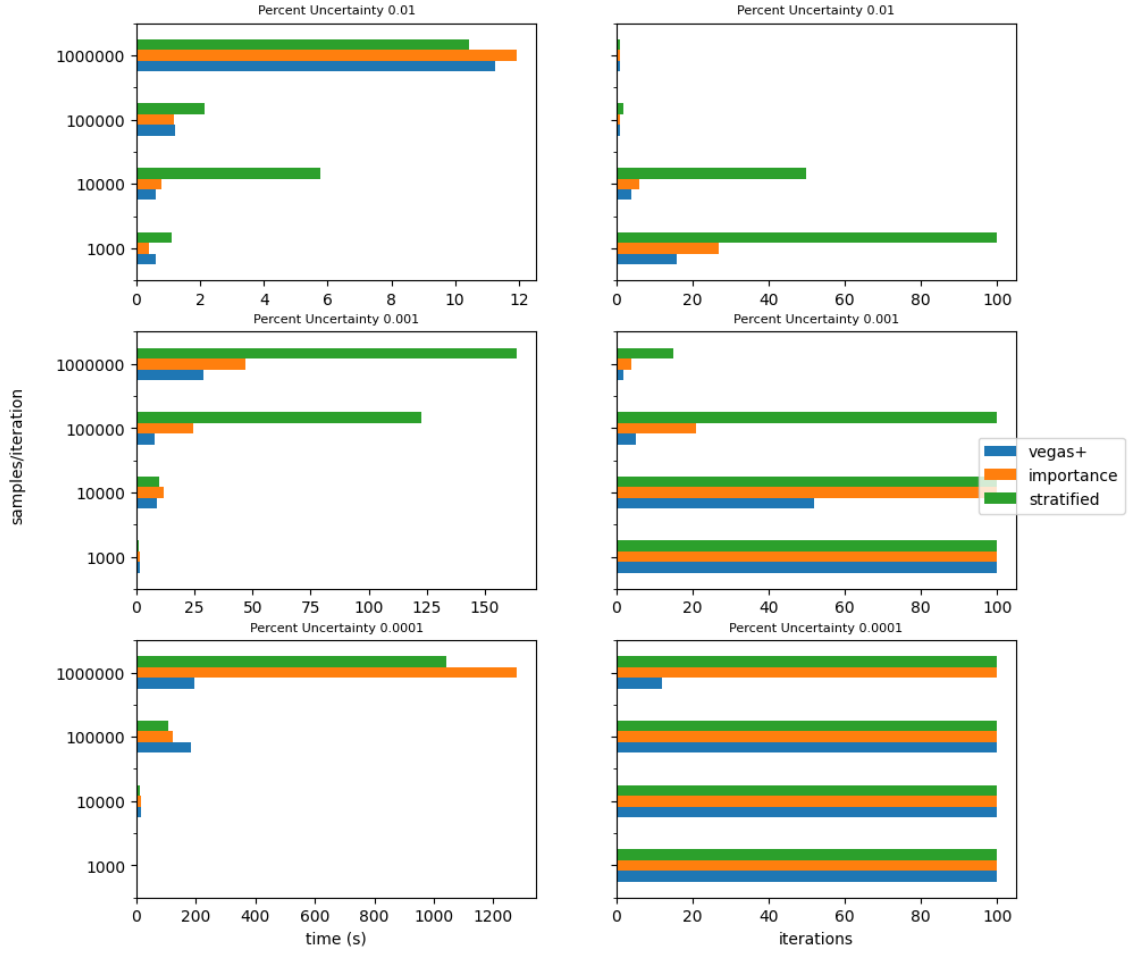 Percent Uncertainty 0.01
Percent Uncertainty 0.01
1000000
100000
10000
1000
0 2 4 6 8 10 12
0 20 40 60 80 100
Percent Uncertainty 0.001
Percent Uncertainty 0.001
samples/iteration
1000000
100000
10000
1000
0 25 50 75 100 125 150
0 20 40 60 80 100
vegas+
importance
stratified
Percent Uncertainty 0.0001
Percent Uncertainty 0.0001
1000000
100000
10000
1000
0 200 400 600 800 1000 1200
0 20 40 60 80 100
time (s)
iterations